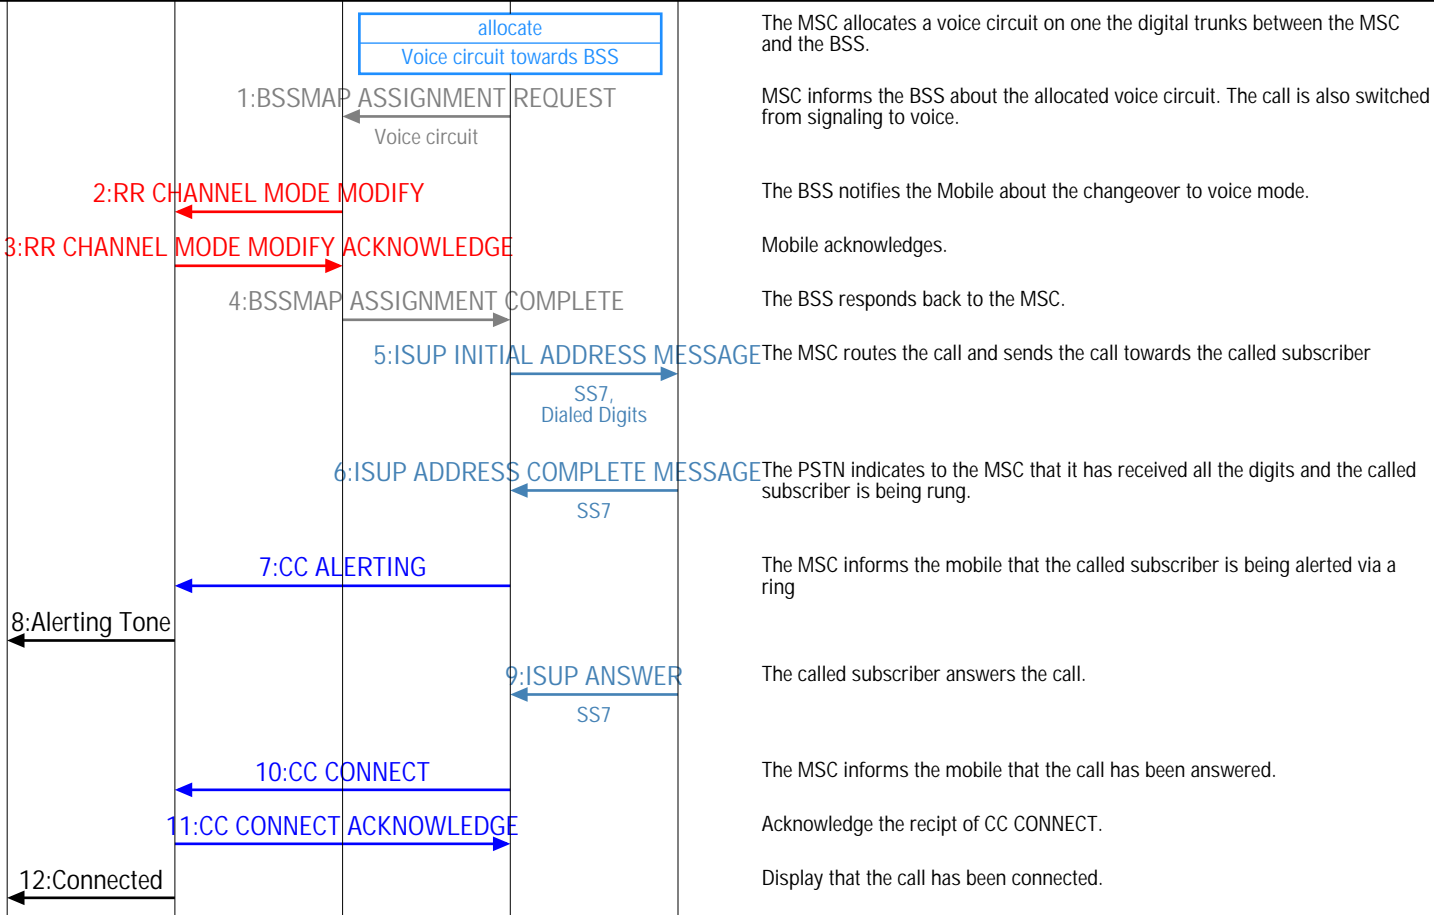 allocate
Voice circuit towards BSS
The MSC allocates a voice circuit on one the digital trunks between the MSC
and the BSS.
1:BSSMAP ASSIGNMENT REQUEST
Voice circuit
MSC informs the BSS about the allocated voice circuit. The call is also switched
from signaling to voice.
2:RR CHANNEL MODE MODIFY
The BSS notifies the Mobile about the changeover to voice mode.
3:RR CHANNEL MODE MODIFY ACKNOWLEDGE
Mobile acknowledges.
4:BSSMAP ASSIGNMENT COMPLETE
The BSS responds back to the MSC.
5:ISUP INITIAL ADDRESS MESSAGE
SS7,
Dialed Digits
The MSC routes the call and sends the call towards the called subscriber
6:ISUP ADDRESS COMPLETE MESSAGE
SS7
The PSTN indicates to the MSC that it has received all the digits and the called
subscriber is being rung.
7:CC ALERTING
The MSC informs the mobile that the called subscriber is being alerted via a
ring
8:Alerting Tone
9:ISUP ANSWER
SS7
The called subscriber answers the call.
10:CC CONNECT
The MSC informs the mobile that the call has been answered.
11:CC CONNECT ACKNOWLEDGE
Acknowledge the recipt of CC CONNECT.
12:Connected
Display that the call has been connected.